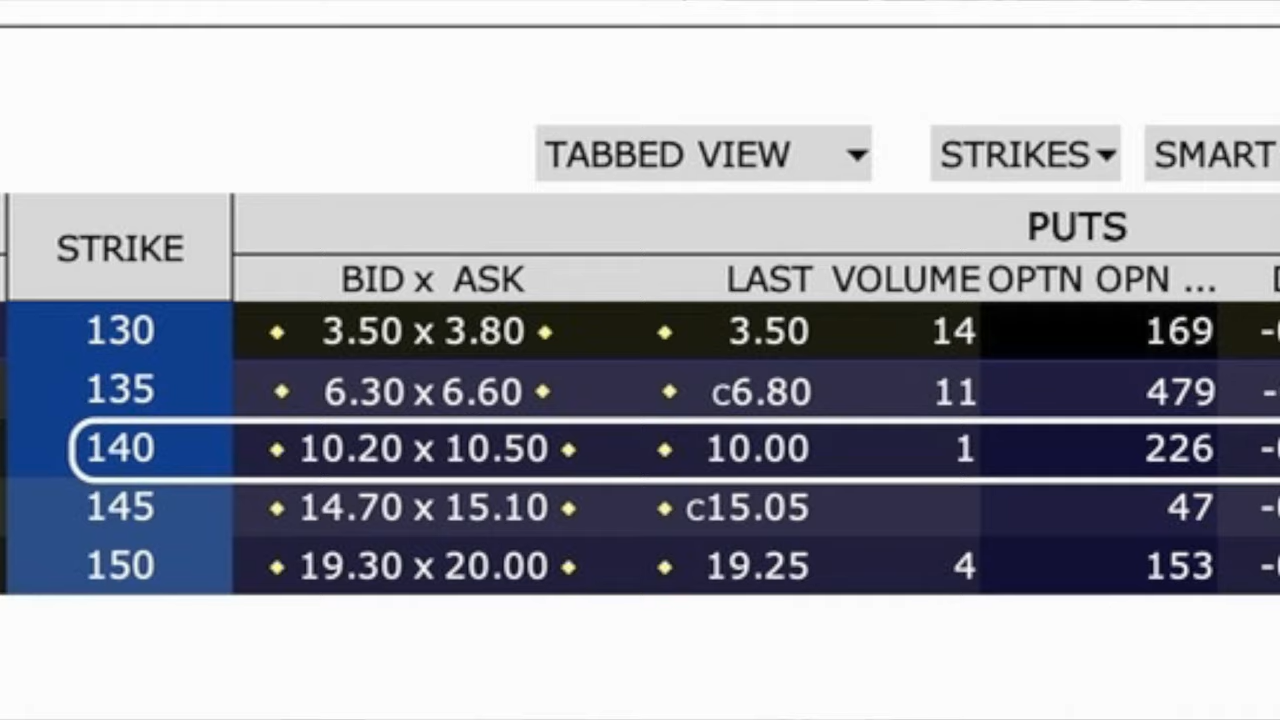 TABBED VIEW STRIKES SMART
STRIKE PUTS
BID x ASK LAST VOLUME OPTN OPN ...
130 3.50 x 3.80 3.50 14 169
135 6.30 x 6.60 c6.80 11 479
140 10.20 x 10.50 10.00 1 226
145 14.70 x 15.10 c15.05 47
150 19.30 x 20.00 19.25 4 153